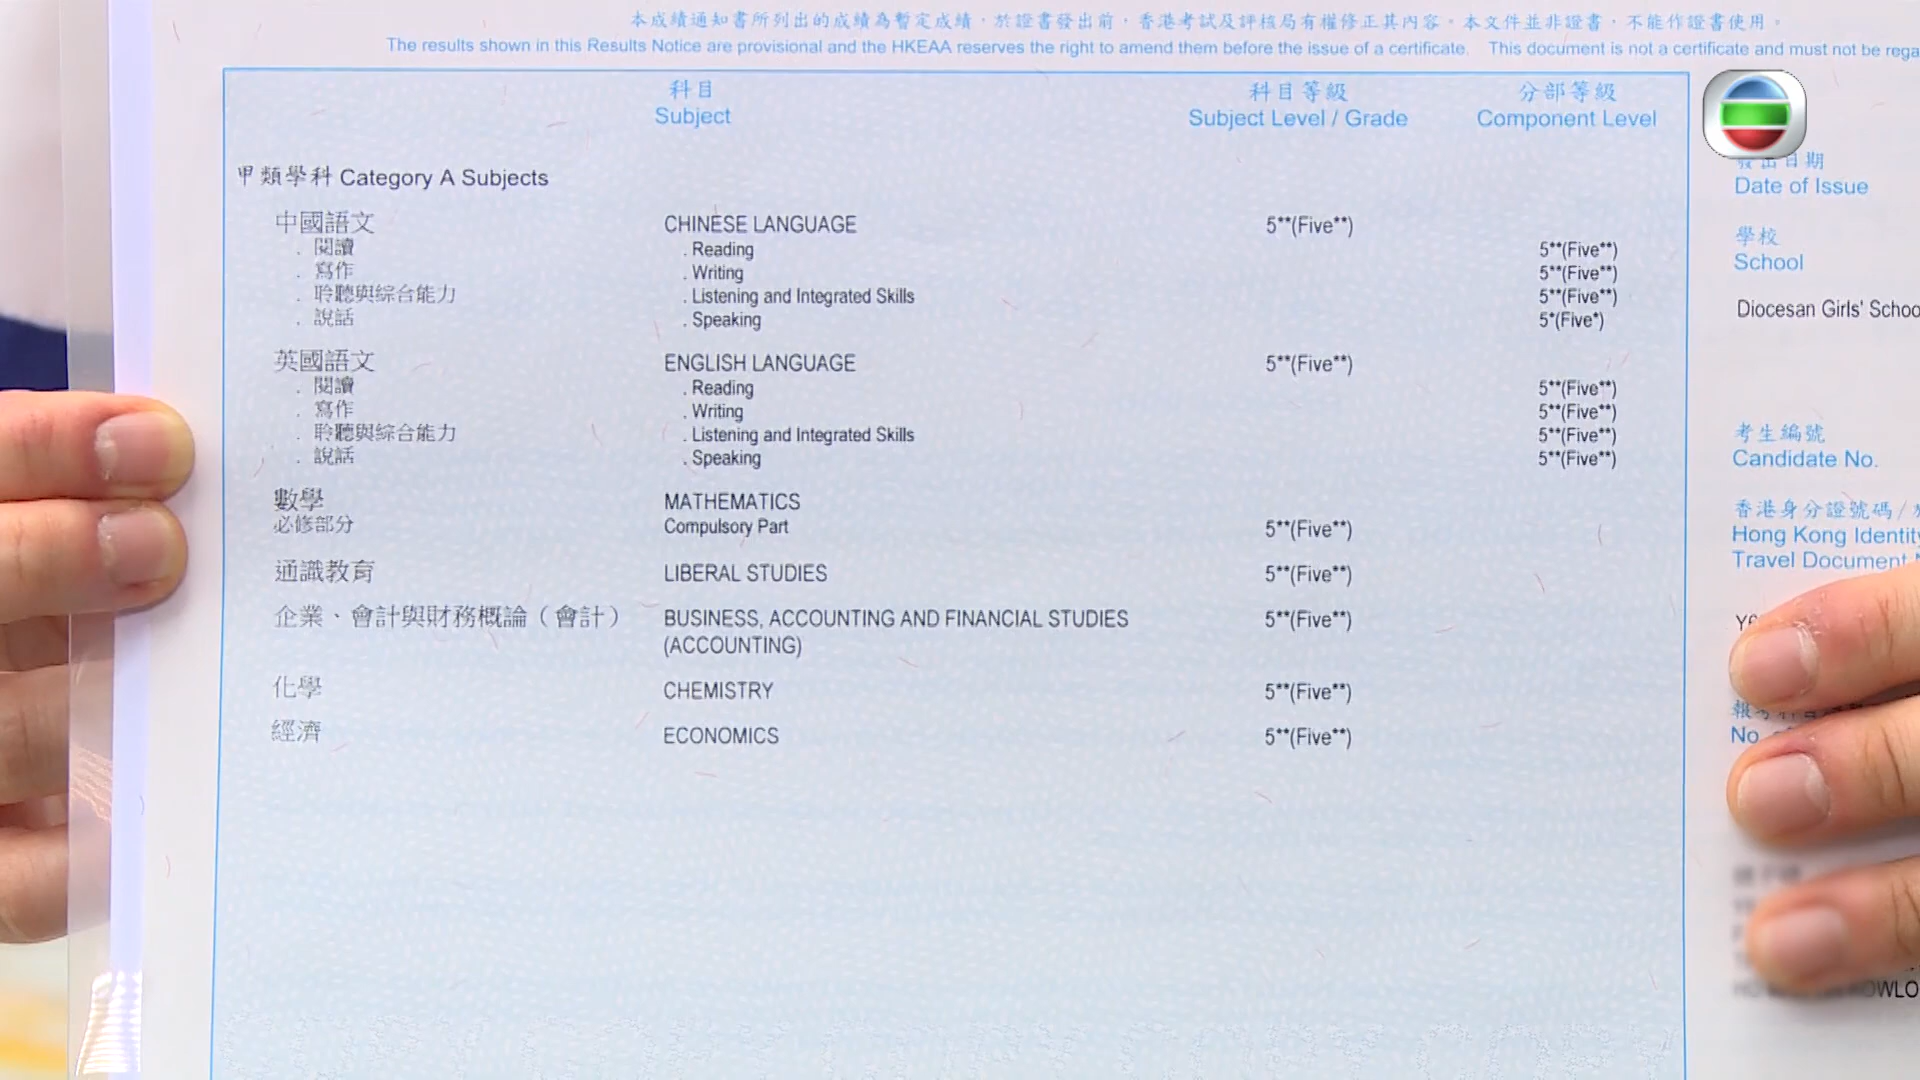 本成績通知書所列出的成績為暫定成績，於證書發出前，香港考試及評核局有權修正其內容。本文件並非證書，不能作證書使用。
The results shown in this Results Notice are provisional and the HKEAA reserves the right to amend them before the issue of a certificate. This document is not a certificate and must not be rega
科目 科目等級 分部等級
Subject Subject Level / Grade Component Level
甲類學科 Category A Subjects
中國語文 CHINESE LANGUAGE 5**(Five**)
. 閱讀 . Reading 5**(Five**)
. 寫作 . Writing 5**(Five**)
. 聆聽與綜合能力 . Listening and Integrated Skills 5**(Five**)
. 說話 . Speaking 5*(Five*)
英國語文 ENGLISH LANGUAGE 5**(Five**)
. 閱讀 . Reading 5**(Five**)
. 寫作 . Writing 5**(Five**)
. 聆聽與綜合能力 . Listening and Integrated Skills 5**(Five**)
. 說話 . Speaking 5**(Five**)
數學 MATHEMATICS
必修部分 Compulsory Part 5**(Five**)
通識教育 LIBERAL STUDIES 5**(Five**)
企業、會計與財務概論（會計） BUSINESS, ACCOUNTING AND FINANCIAL STUDIES 5**(Five**)
(ACCOUNTING)
化學 CHEMISTRY 5**(Five**)
經濟 ECONOMICS 5**(Five**)
發出日期
Date of Issue
學校
School
Diocesan Girls' Schoo
考生編號
Candidate No.
香港身分證號碼 /
Hong Kong Identity
Travel Document
Y6
No.
OWLO